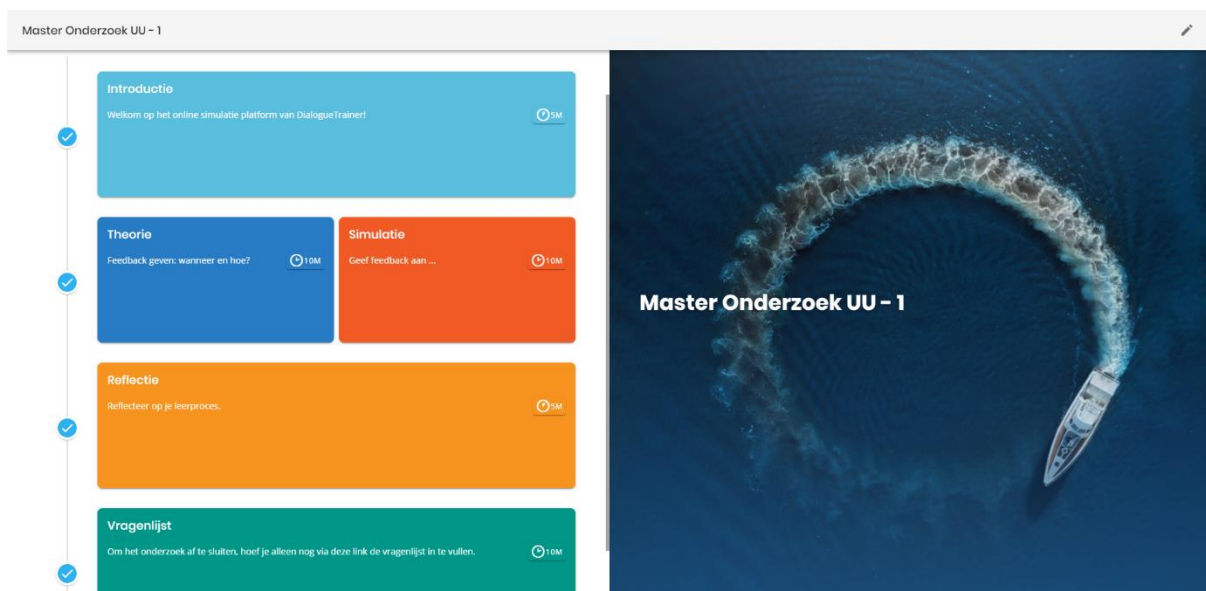 Master Onderzoek UU - 1
Introductie
Welkom op het online simulatie platform van DialogueTrainer!
5M
Theorie
Feedback geven: wanneer en hoe?
10M
Simulatie
Geef feedback aan ...
10M
Reflectie
Reflecteer op je leerproces.
5M
Vragenlijst
Om het onderzoek af te sluiten, hoef je alleen nog via deze link de vragenlijst in te vullen.
10M
Master Onderzoek UU - 1